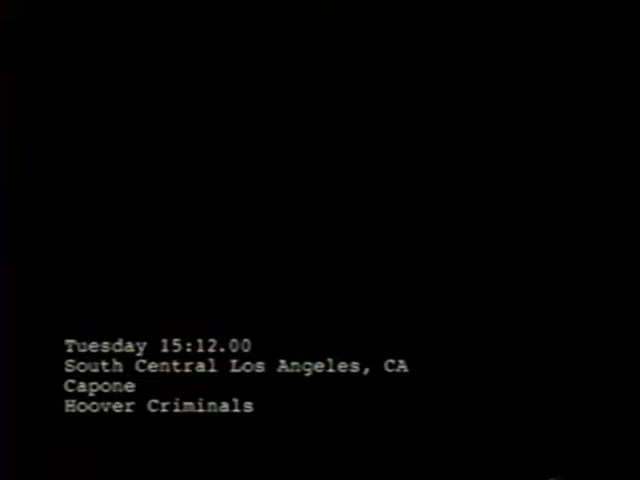 Tuesday 15:12.00
South Central Los Angeles, CA
Capone
Hoover Criminals